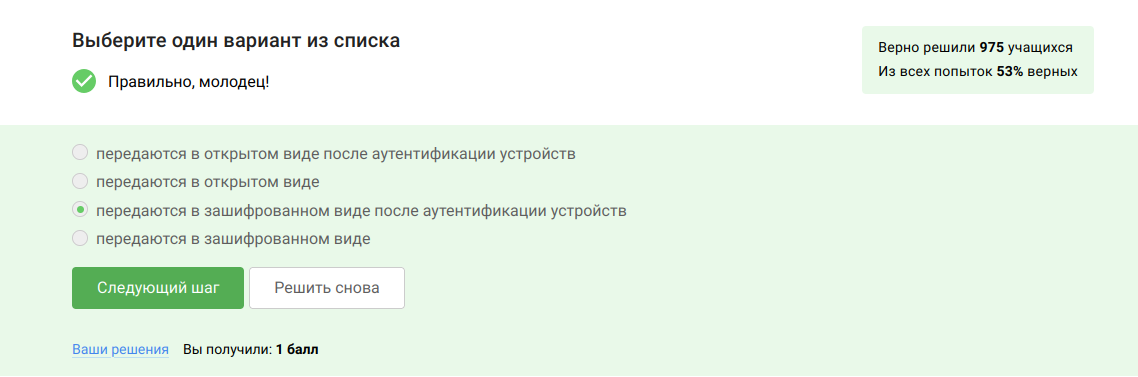 Выберите один вариант из списка
Правильно, молодец!
Верно решили 975 учащихся
Из всех попыток 53% верных
передаются в открытом виде после аутентификации устройств
передаются в открытом виде
передаются в зашифрованном виде после аутентификации устройств
передаются в зашифрованном виде
Следующий шаг
Решить снова
Ваши решения Вы получили: 1 балл